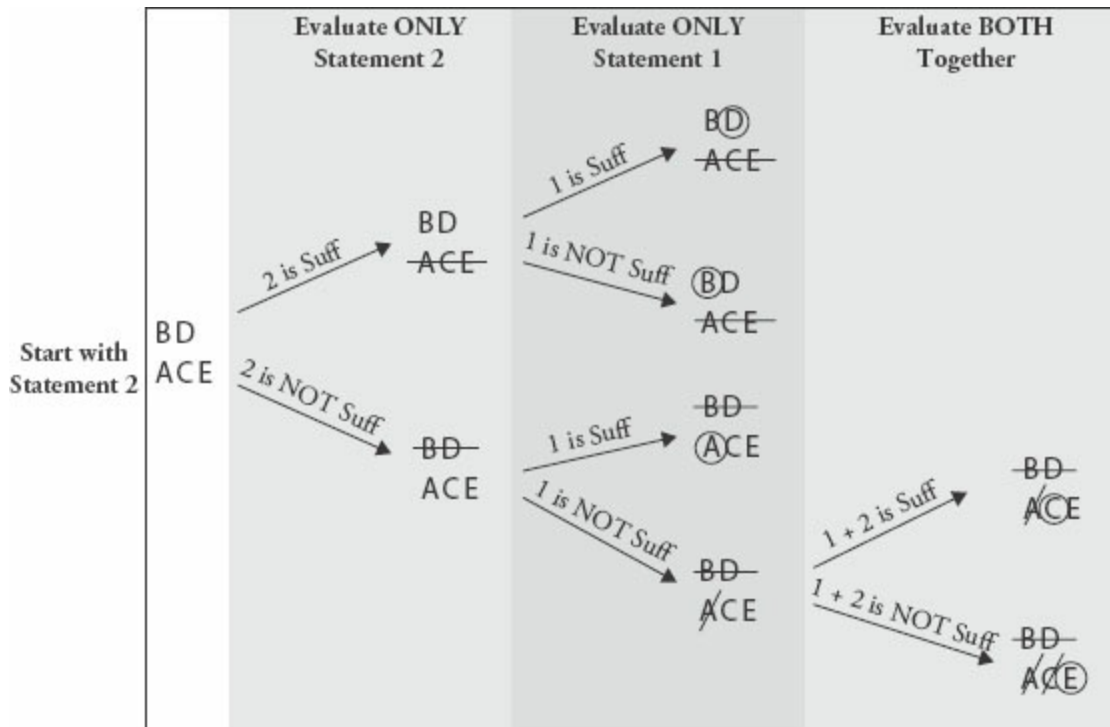 Evaluate ONLY
Statement 2
Evaluate ONLY
Statement 1
Evaluate BOTH
Together
Start with
Statement 2
BD
ACE
2 is Suff
BD
ACE
1 is Suff
BD
ACE
1 is NOT Suff
BD
ACE
2 is NOT Suff
BD
ACE
1 is Suff
BD
ACE
1 is NOT Suff
BD
ACE
1 + 2 is Suff
BD
ACE
1 + 2 is NOT Suff
BD
ACE